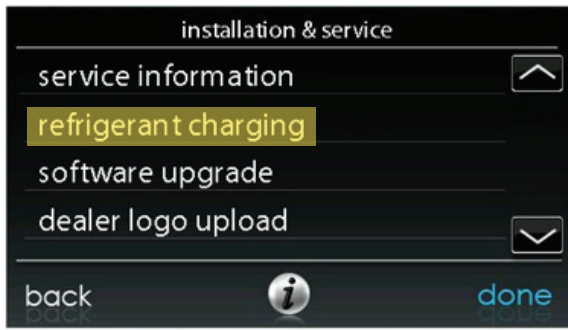 installation & service
service information
refrigerant charging
software upgrade
dealer logo upload
back i done